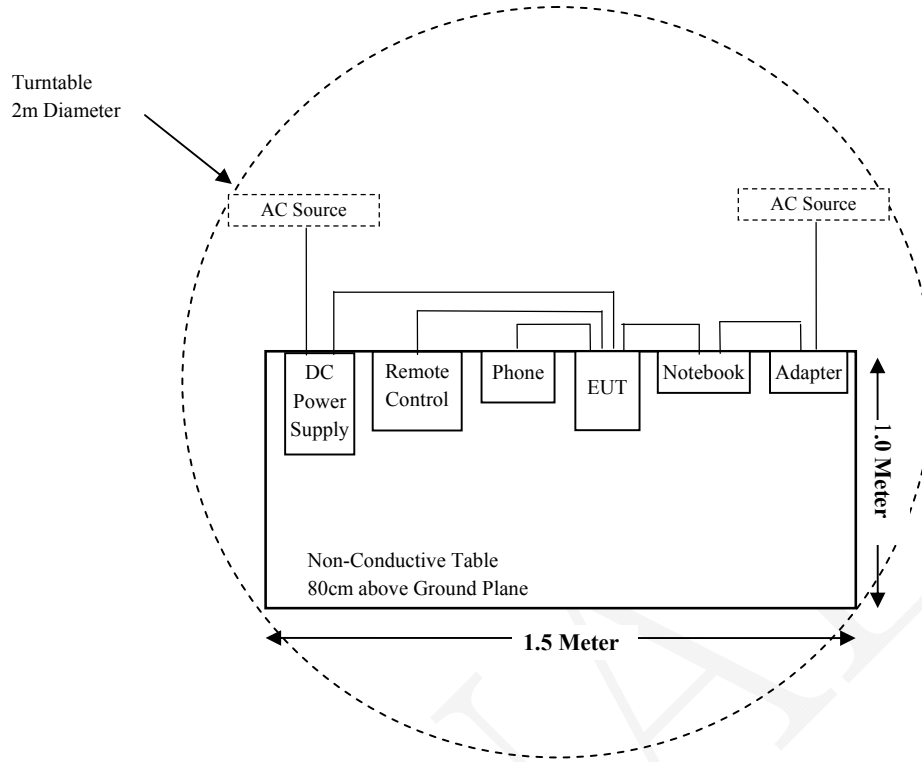 Turntable
2m Diameter
AC Source
AC Source
DC
Power
Supply
Remote
Control
Phone
EUT
Notebook
Adapter
1.0 Meter
Non-Conductive Table
80cm above Ground Plane
1.5 Meter